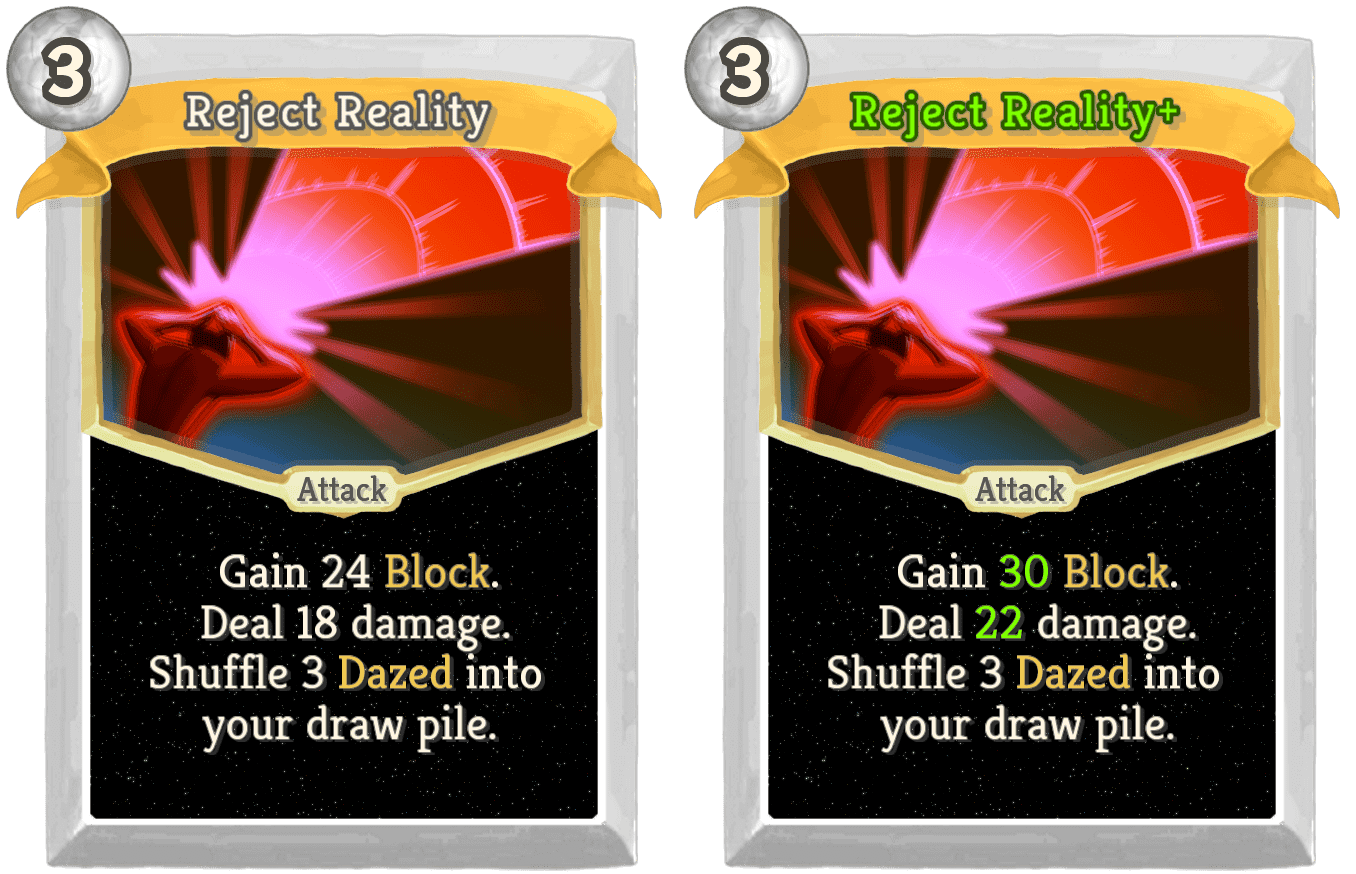 3
Reject Reality
Attack
Gain 24 Block.
Deal 18 damage.
Shuffle 3 Dazed into
your draw pile.
3
Reject Reality+
Attack
Gain 30 Block.
Deal 22 damage.
Shuffle 3 Dazed into
your draw pile.